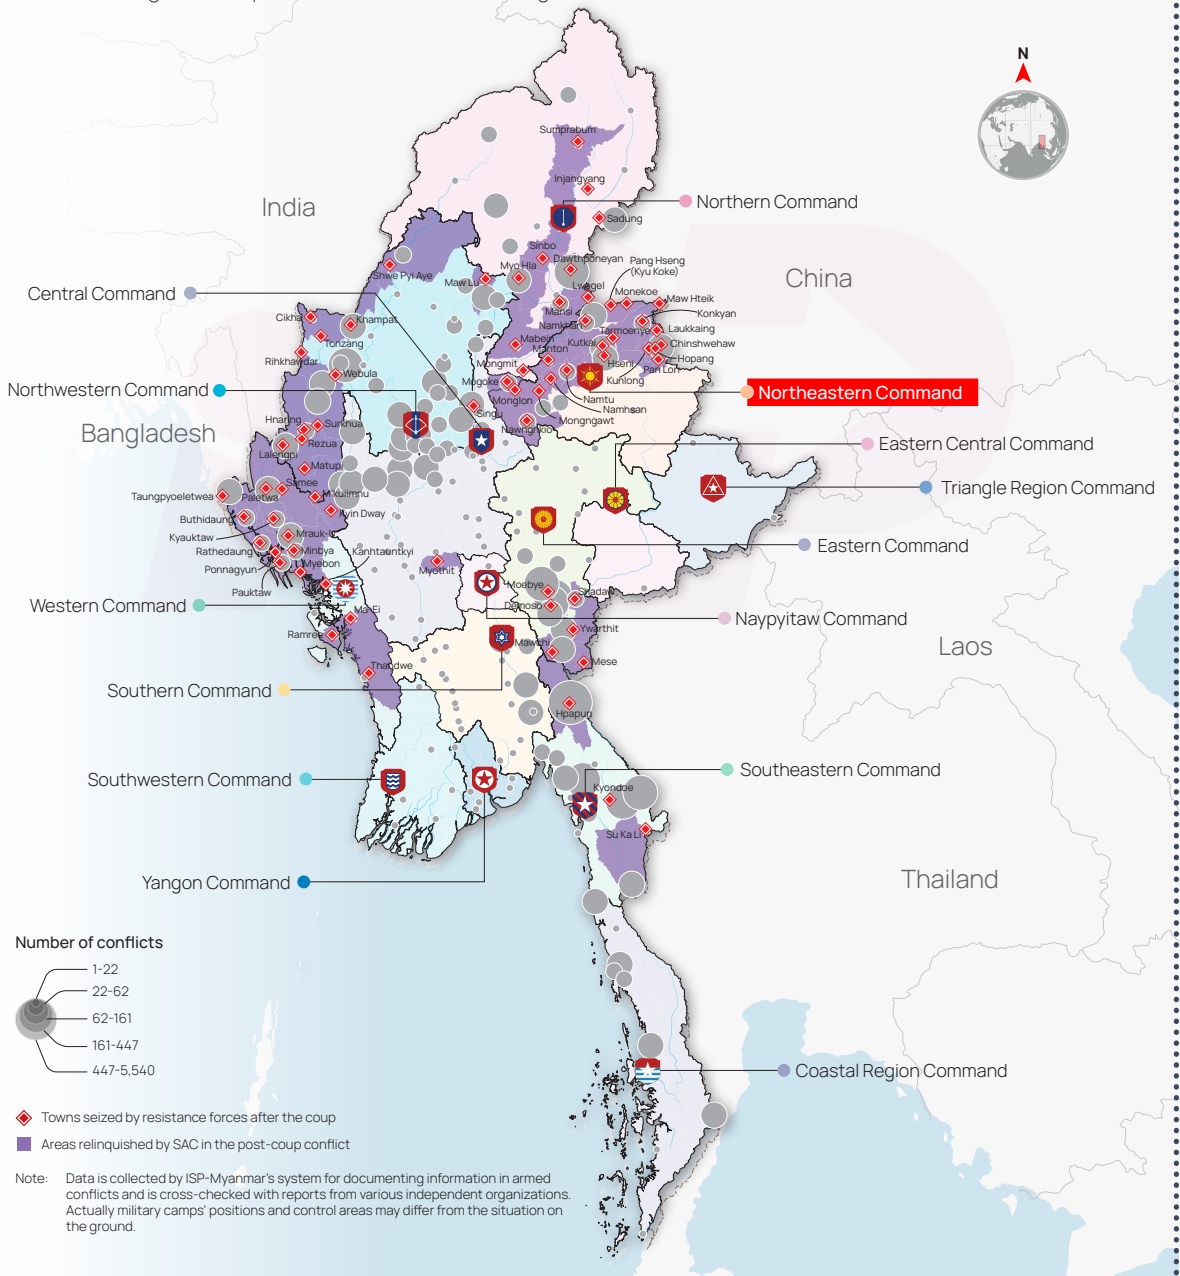 N
Sumprabum
Injangyang
India
Northern Command
Sadung
Sinbo
Dawthponeyan
Pang Hseng
(Kyu Koke)
Myo Hla
Shwe Pyi Aye
Maw Lu
China
Lwegel
Monekoe
Central Command
Maw Hteik
Mansi
Konkyan
Cikha
Khampat
Namkhan
Tarmoenye
Laukkaing
Tonzang
Mabein
Kutkai
Chinshwehaw
Rihkhawdar
Manton
Hseni
Hopang
Mongmit
Pan Lon
Webula
Mogoke
Kunlong
Northwestern Command
Northeastern Command
Monglon
Namtu
Singu
Namhsan
Hnaring
Surkhua
Nawnghkio
Mongngawt
Bangladesh
Rezua
Eastern Central Command
Lalengpi
Matupi
Samee
Triangle Region Command
Taungpyoeletwea
Paletwa
M'kuiimnu
Buthidaung
Kyin Dway
Kyauktaw
Mrauk-U
Eastern Command
Rathedaung
Minbya
Kanhtauntkyi
Ponnagyun
Myebon
Myothit
Pauktaw
Moebye
Shadaw
Western Command
Demoso
Ma-Ei
Naypyitaw Command
Ramree
Ywarthit
Mawchi
Laos
Thandwe
Mese
Southern Command
Hpapun
Southwestern Command
Southeastern Command
Kyondoe
Su Ka Li
Yangon Command
Thailand
Number of conflicts
1-22
22-62
62-161
161-447
447-5,540
Coastal Region Command
Towns seized by resistance forces after the coup
Areas relinquished by SAC in the post-coup conflict
Note: Data is collected by ISP-Myanmar's system for documenting information in armed
conflicts and is cross-checked with reports from various independent organizations.
Actually military camps' positions and control areas may differ from the situation on
the ground.